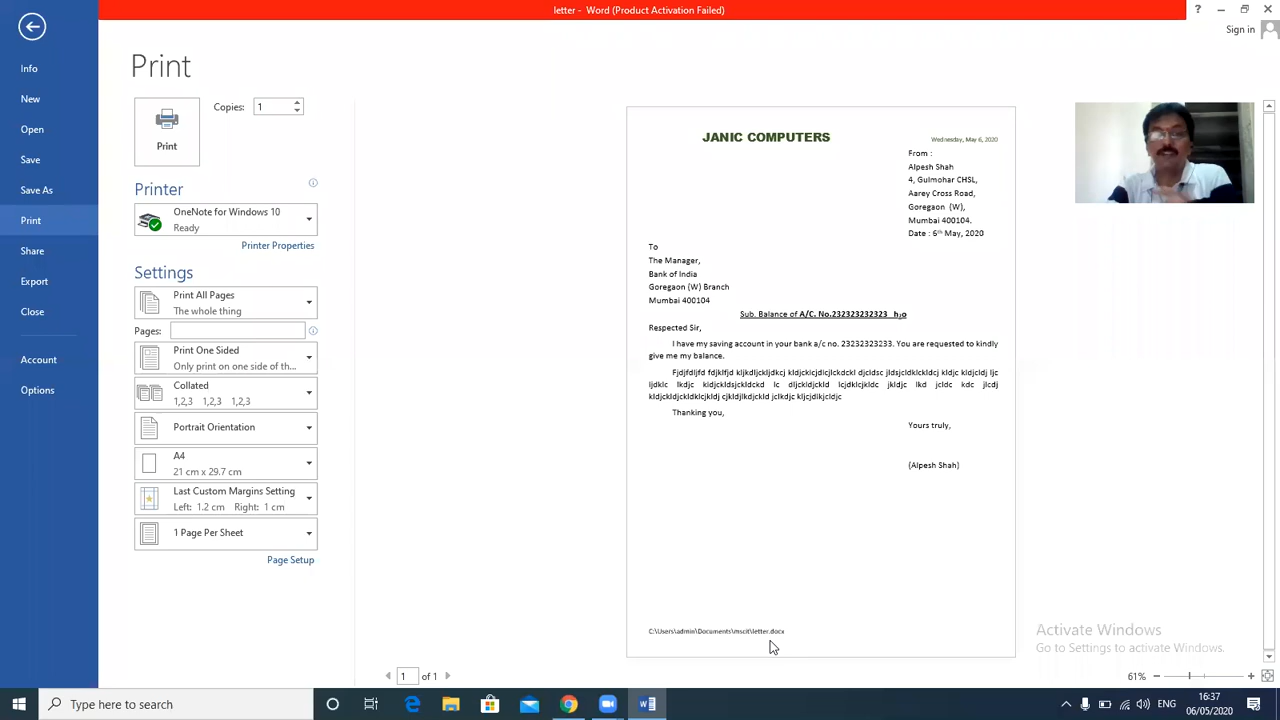 letter - Word (Product Activation Failed)
?
Sign in
Info
New
Open
Save
Save As
Print
Share
Export
Close
Account
Options
Print
Print
Copies: 1
Printer
OneNote for Windows 10
Ready
Printer Properties
Settings
Print All Pages
The whole thing
Pages:
Print One Sided
Only print on one side of th...
Collated
1,2,3 1,2,3 1,2,3
Portrait Orientation
A4
21 cm x 29.7 cm
Last Custom Margins Setting
Left: 1.2 cm Right: 1 cm
1 Page Per Sheet
Page Setup
JANIC COMPUTERS
Wednesday, May 6, 2020
From :
Alpesh Shah
4, Gulmohar CHSL,
Aarey Cross Road,
Goregaon (W),
Mumbai 400104.
Date : 6th May, 2020
To
The Manager,
Bank of India
Goregaon (W) Branch
Mumbai 400104
Sub. Balance of A/C. No.232323232323 h2o
Respected Sir,
I have my saving account in your bank a/c no. 23232323233. You are requested to kindly
give me my balance.
Thanking you,
Yours truly,
(Alpesh Shah)
C:\Users\admin\Documents\mscit\letter.docx
1 of 1
61%
Activate Windows
Go to Settings to activate Windows.
Type here to search
ENG
16:37
06/05/2020